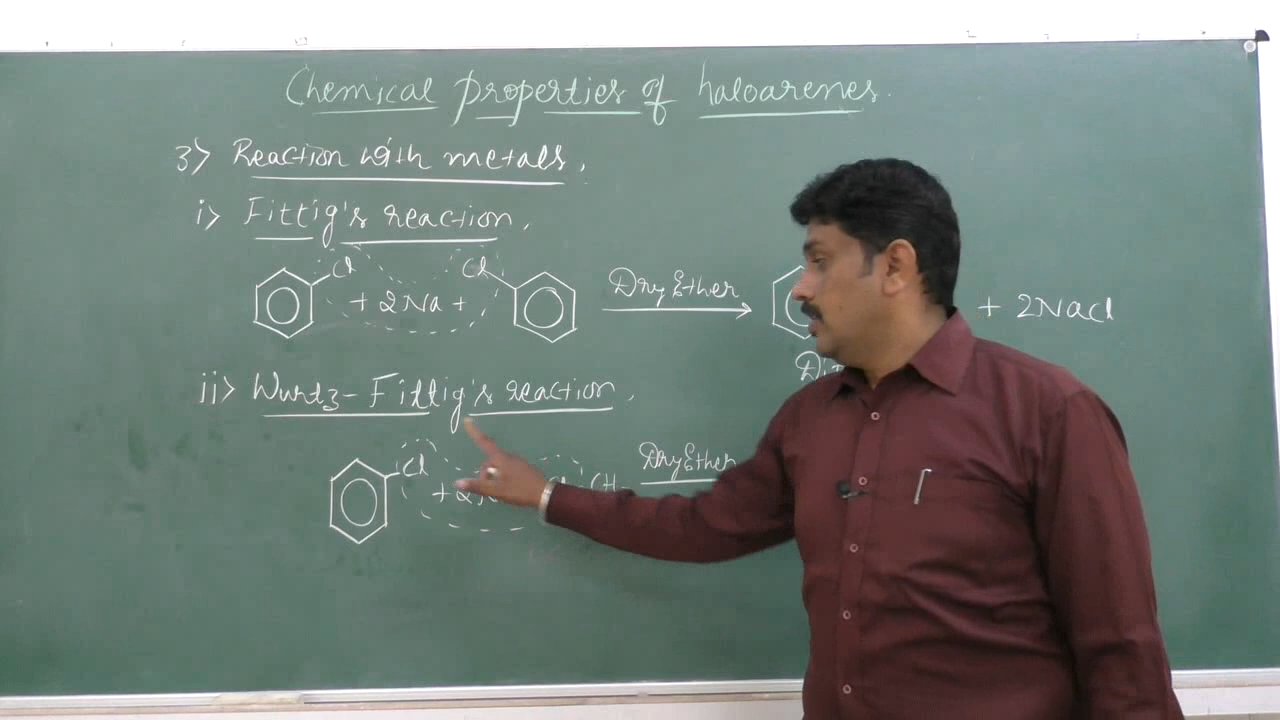 Chemical properties of haloarenes.
3> Reaction with metals.
i> Fittig's reaction.
Cl + 2Na + Cl Dry Ether + 2NaCl
ii> Wurtz-Fittig's reaction.
Cl + 2 Dry Ether